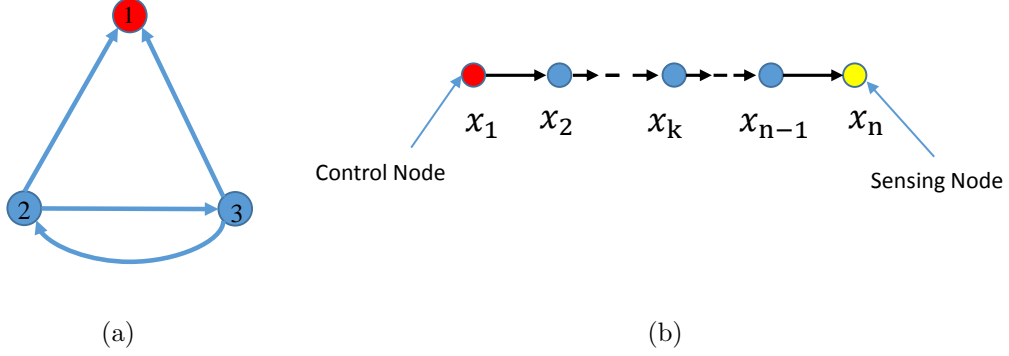 1
2
3
x₁ x₂ xₖ xₙ₋₁ xₙ
Control Node
Sensing Node
(a)
(b)